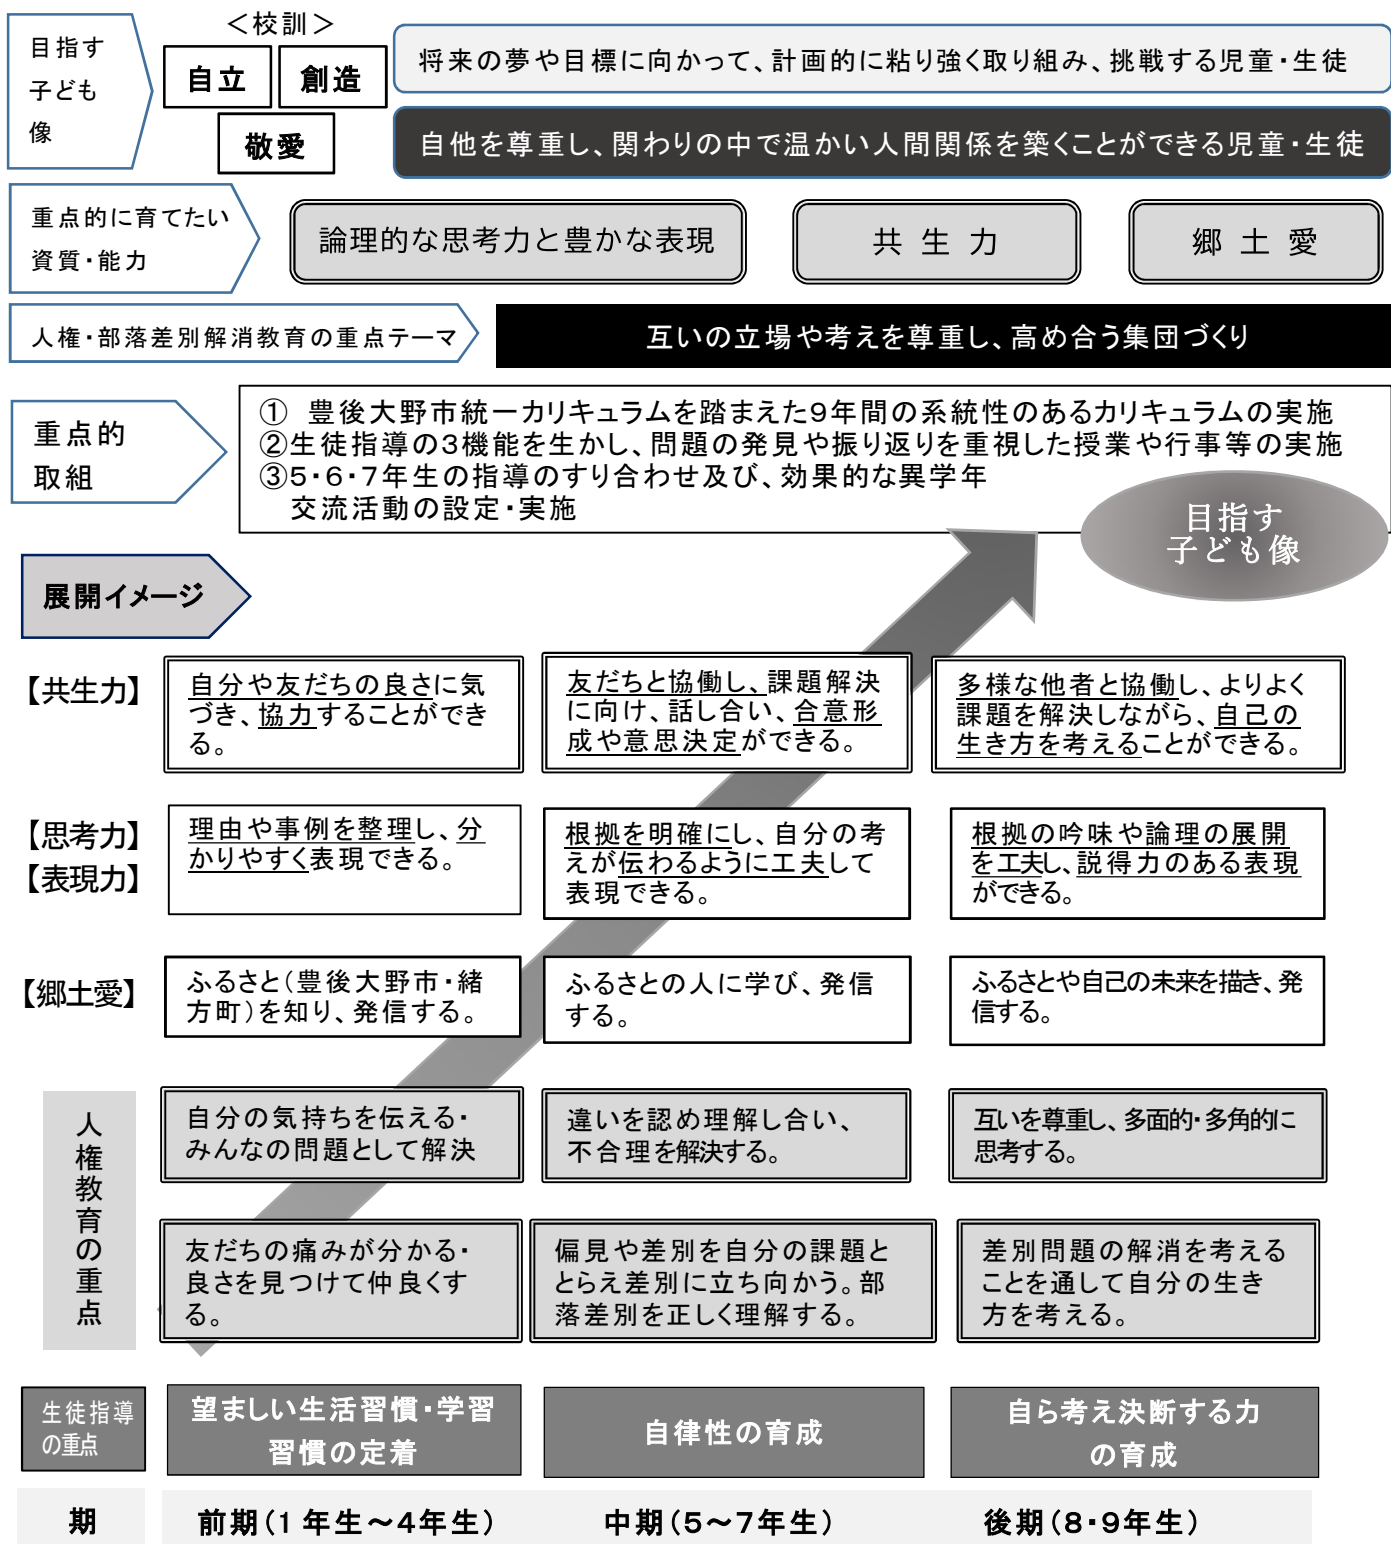 目指す
子ども
像
＜校訓＞
自立
創造
敬愛
将来の夢や目標に向かって、計画的に粘り強く取り組み、挑戦する児童・生徒
自他を尊重し、関わりの中で温かい人間関係を築くことができる児童・生徒
重点的に育てたい
資質・能力
論理的な思考力と豊かな表現
共生力
郷土愛
人権・部落差別解消教育の重点テーマ
互いの立場や考えを尊重し、高め合う集団づくり
重点的
取組
① 豊後大野市統一カリキュラムを踏まえた9年間の系統性のあるカリキュラムの実施
②生徒指導の3機能を生かし、問題の発見や振り返りを重視した授業や行事等の実施
③5・6・7年生の指導のすり合わせ及び、効果的な異学年
交流活動の設定・実施
目指す
子ども像
展開イメージ
【共生力】
自分や友だちの良さに気
づき、協力することができ
る。
友だちと協働し、課題解決
に向け、話し合い、合意形
成や意思決定ができる。
多様な他者と協働し、よりよく
課題を解決しながら、自己の
生き方を考えることができる。
【思考力】
【表現力】
理由や事例を整理し、分
かりやすく表現できる。
根拠を明確にし、自分の考
えが伝わるように工夫して
表現できる。
根拠の吟味や論理の展開
を工夫し、説得力のある表現
ができる。
【郷土愛】
ふるさと（豊後大野市・緒
方町）を知り、発信する。
ふるさとの人に学び、発信
する。
ふるさとや自己の未来を描き、発
信する。
人権教育の重点
自分の気持ちを伝える・
みんなの問題として解決
違いを認め理解し合い、
不合理を解決する。
互いを尊重し、多面的・多角的に
思考する。
友だちの痛みが分かる・
良さを見つけて仲良くす
る。
偏見や差別を自分の課題と
とらえ差別に立ち向かう。部
落差別を正しく理解する。
差別問題の解消を考える
ことを通して自分の生き
方を考える。
生徒指導
の重点
望ましい生活習慣・学習
習慣の定着
自律性の育成
自ら考え決断する力
の育成
期
前期（1年生～4年生）
中期（5～7年生）
後期（8・9年生）